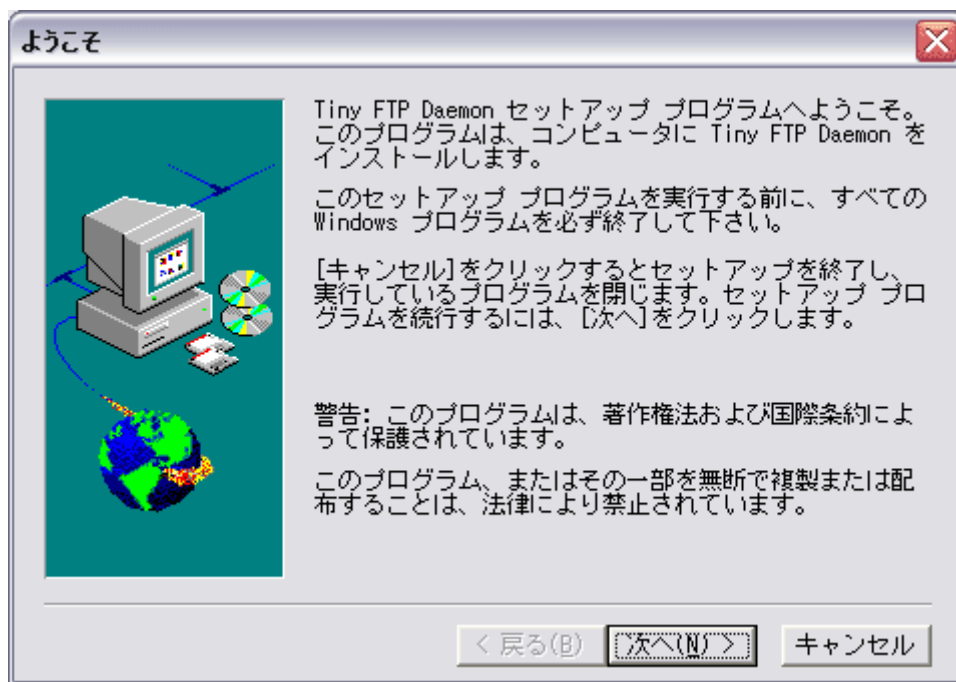 ようこそ
Tiny FTP Daemon セットアップ プログラムへようこそ。
このプログラムは、コンピュータに Tiny FTP Daemon を
インストールします。
このセットアップ プログラムを実行する前に、すべての
Windows プログラムを必ず終了して下さい。
[キャンセル]をクリックするとセットアップを終了し、
実行しているプログラムを閉じます。セットアップ プロ
グラムを続行するには、[次へ]をクリックします。
警告: このプログラムは、著作権法および国際条約によ
って保護されています。
このプログラム、またはその一部を無断で複製または配
布することは、法律により禁止されています。
< 戻る(B)
次へ(N) >
キャンセル